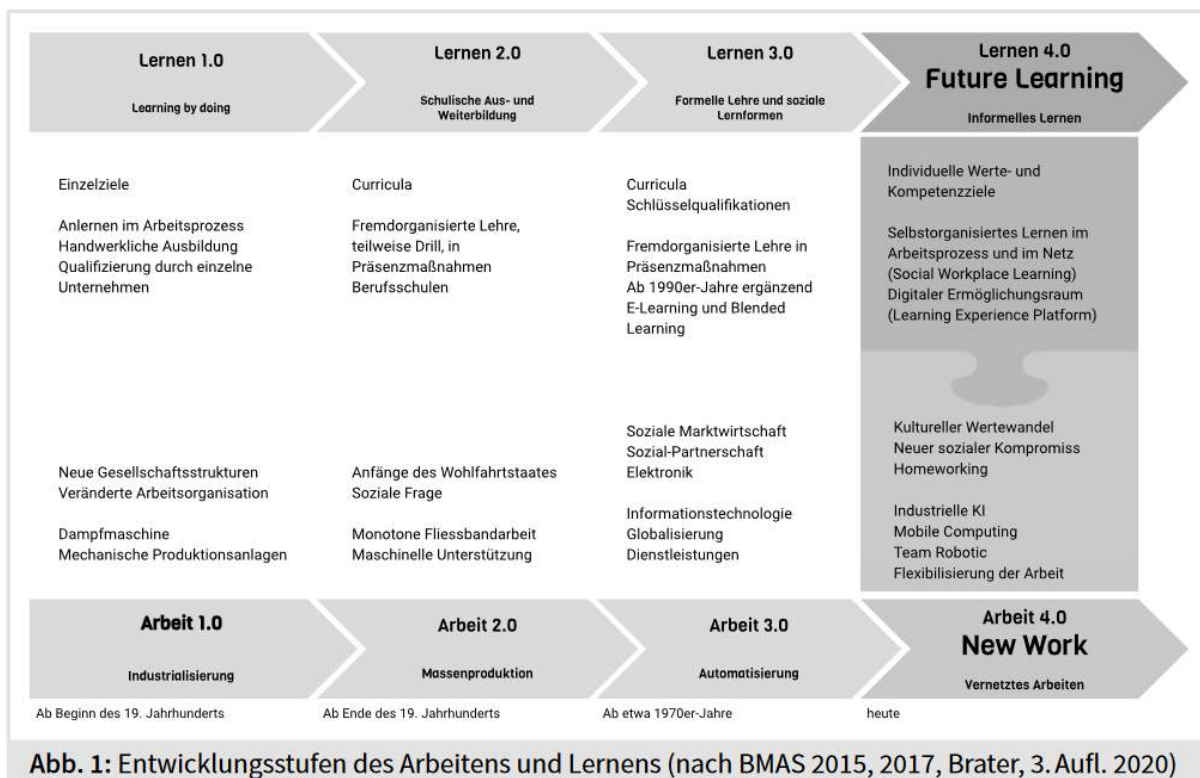 Lernen 1.0
Learning by doing
Lernen 2.0
Schulische Aus- und
Weiterbildung
Lernen 3.0
Formelle Lehre und soziale
Lernformen
Lernen 4.0
Future Learning
Informelles Lernen
Einzelziele
Anlernen im Arbeitsprozess
Handwerkliche Ausbildung
Qualifizierung durch einzelne
Unternehmen
Curricula
Fremdorganisierte Lehre,
teilweise Drill, in
Präsenzmaßnahmen
Berufsschulen
Curricula
Schlüsselqualifikationen
Fremdorganisierte Lehre in
Präsenzmaßnahmen
Ab 1990er-Jahre ergänzend
E-Learning und Blended
Learning
Individuelle Werte- und
Kompetenzziele
Selbstorganisiertes Lernen im
Arbeitsprozess und im Netz
(Social Workplace Learning)
Digitaler Ermöglichungsraum
(Learning Experience Platform)
Neue Gesellschaftsstrukturen
Veränderte Arbeitsorganisation
Dampfmaschine
Mechanische Produktionsanlagen
Anfänge des Wohlfahrtstaates
Soziale Frage
Monotone Fliessbandarbeit
Maschinelle Unterstützung
Soziale Marktwirtschaft
Sozial-Partnerschaft
Elektronik
Informationstechnologie
Globalisierung
Dienstleistungen
Kultureller Wertewandel
Neuer sozialer Kompromiss
Homeworking
Industrielle KI
Mobile Computing
Team Robotic
Flexibilisierung der Arbeit
Arbeit 1.0
Industrialisierung
Arbeit 2.0
Massenproduktion
Arbeit 3.0
Automatisierung
Arbeit 4.0
New Work
Vernetztes Arbeiten
Ab Beginn des 19. Jahrhunderts
Ab Ende des 19. Jahrhunderts
Ab etwa 1970er-Jahre
heute
Abb. 1: Entwicklungsstufen des Arbeitens und Lernens (nach BMAS 2015, 2017, Brater, 3. Aufl. 2020)